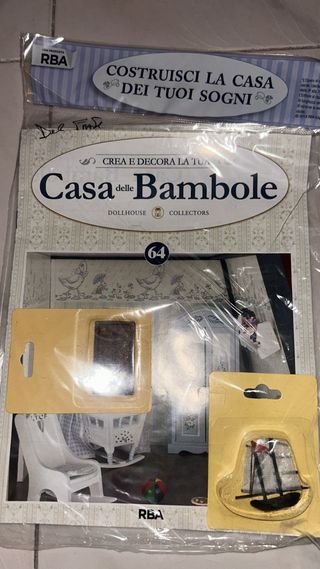 RBA
COSTRUISCI LA CASA
DEI TUOI SOGNI
CREA E DECORA LA TUA
Casa delle Bambole
DOLLHOUSE COLLECTORS
64
RBA